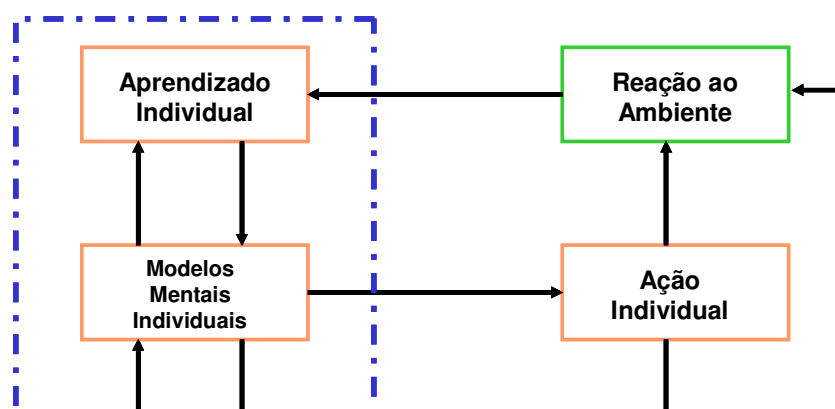 Aprendizado
Individual
Reação ao
Ambiente
Modelos
Mentais
Individuais
Ação
Individual